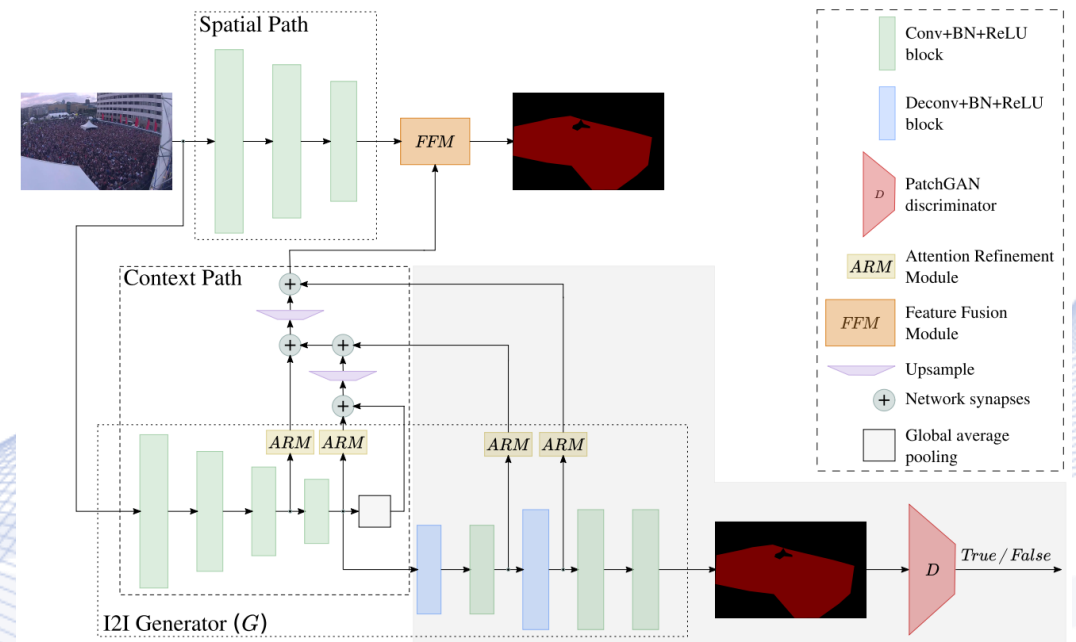 Spatial Path
FFM
Context Path
+
+
+
+
ARM
ARM
ARM
ARM
I2I Generator (G)
D
True / False
Conv+BN+ReLU
block
Deconv+BN+ReLU
block
D
PatchGAN
discriminator
ARM
Attention Refinement
Module
FFM
Feature Fusion
Module
Upsample
+
Network synapses
Global average
pooling